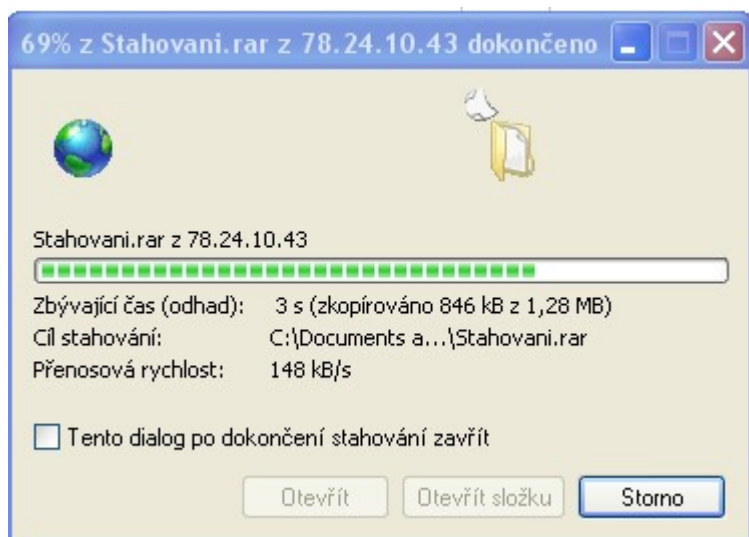 69% z Stahovani.rar z 78.24.10.43 dokončeno
Stahovani.rar z 78.24.10.43
Zbývající čas (odhad): 3 s (zkopírováno 846 kB z 1,28 MB)
Cíl stahování: C:\Documents a...\Stahovani.rar
Přenosová rychlost: 148 kB/s
Tento dialog po dokončení stahování zavřít
Otevřít Otevřít složku Storno